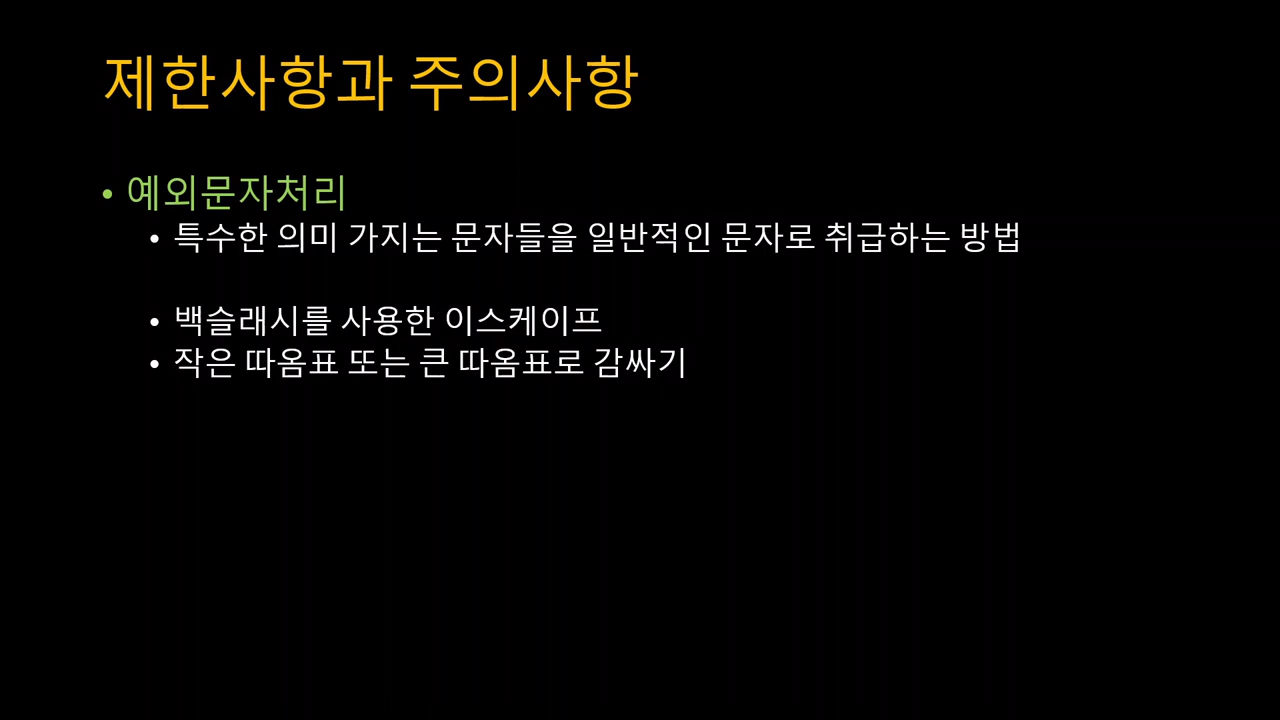 제한사항과 주의사항
• 예외문자처리
• 특수한 의미 가지는 문자들을 일반적인 문자로 취급하는 방법
• 백슬래시를 사용한 이스케이프
• 작은 따옴표 또는 큰 따옴표로 감싸기